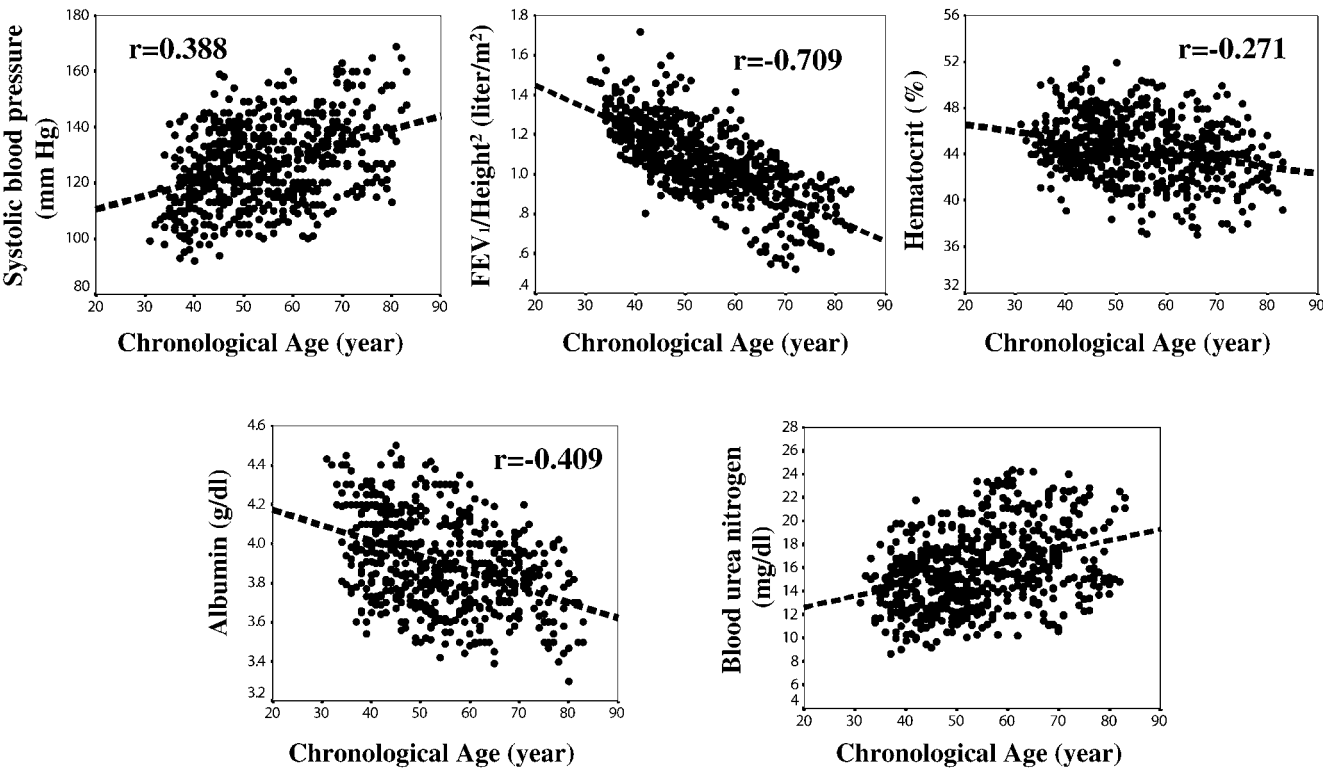 Systolic blood pressure
(mm Hg)
180
160
140
120
100
80
r=0.388
20 30 40 50 60 70 80 90
Chronological Age (year)
FEV₁/Height² (liter/m²)
1.8
1.6
1.4
1.2
1.0
.8
.6
.4
r=-0.709
20 30 40 50 60 70 80 90
Chronological Age (year)
Hematocrit (%)
56
52
48
44
40
36
32
r=-0.271
20 30 40 50 60 70 80 90
Chronological Age (year)
Albumin (g/dl)
4.6
4.4
4.2
4.0
3.8
3.6
3.4
3.2
r=-0.409
20 30 40 50 60 70 80 90
Chronological Age (year)
Blood urea nitrogen
(mg/dl)
28
26
24
22
20
18
16
14
12
10
8
6
4
20 30 40 50 60 70 80 90
Chronological Age (year)